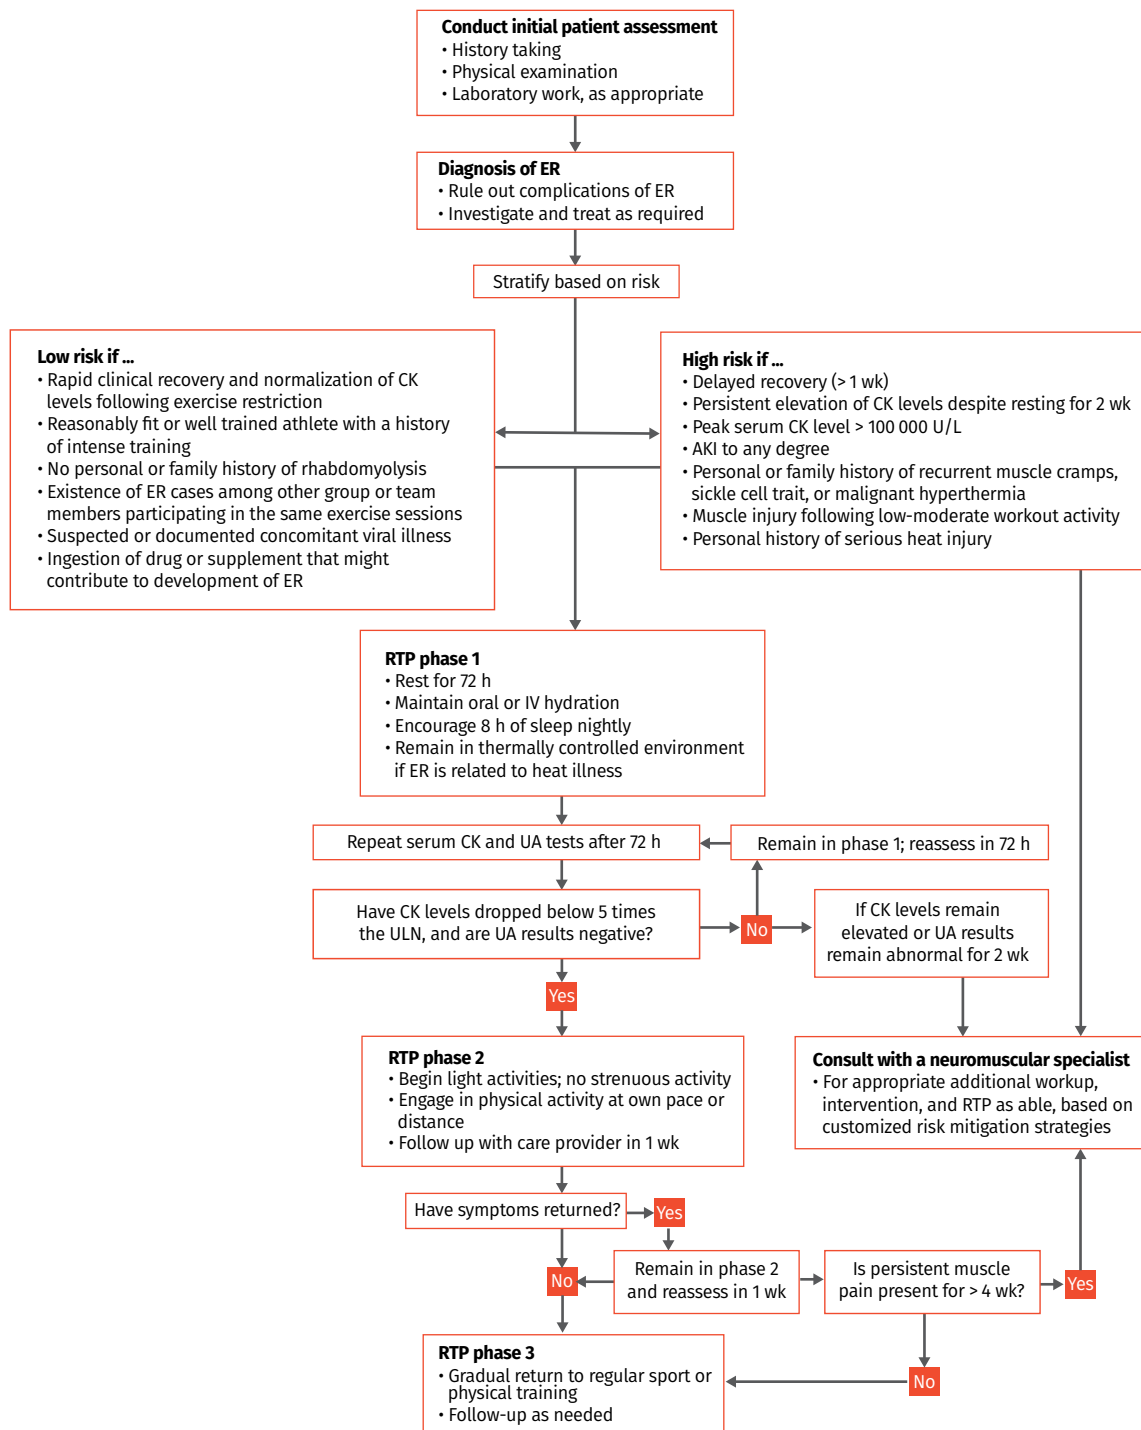 Conduct initial patient assessment
• History taking
• Physical examination
• Laboratory work, as appropriate
Diagnosis of ER
• Rule out complications of ER
• Investigate and treat as required
Stratify based on risk
Low risk if ...
• Rapid clinical recovery and normalization of CK
levels following exercise restriction
• Reasonably fit or well trained athlete with a history
of intense training
• No personal or family history of rhabdomyolysis
• Existence of ER cases among other group or team
members participating in the same exercise sessions
• Suspected or documented concomitant viral illness
• Ingestion of drug or supplement that might
contribute to development of ER
High risk if ...
• Delayed recovery (> 1 wk)
• Persistent elevation of CK levels despite resting for 2 wk
• Peak serum CK level > 100 000 U/L
• AKI to any degree
• Personal or family history of recurrent muscle cramps,
sickle cell trait, or malignant hyperthermia
• Muscle injury following low-moderate workout activity
• Personal history of serious heat injury
RTP phase 1
• Rest for 72 h
• Maintain oral or IV hydration
• Encourage 8 h of sleep nightly
• Remain in thermally controlled environment
if ER is related to heat illness
Repeat serum CK and UA tests after 72 h
Remain in phase 1; reassess in 72 h
Have CK levels dropped below 5 times
the ULN, and are UA results negative?
No
If CK levels remain
elevated or UA results
remain abnormal for 2 wk
Yes
RTP phase 2
• Begin light activities; no strenuous activity
• Engage in physical activity at own pace or
distance
• Follow up with care provider in 1 wk
Consult with a neuromuscular specialist
• For appropriate additional workup,
intervention, and RTP as able, based on
customized risk mitigation strategies
Have symptoms returned?
Yes
No
Remain in phase 2
and reassess in 1 wk
Is persistent muscle
pain present for > 4 wk?
Yes
No
RTP phase 3
• Gradual return to regular sport or
physical training
• Follow-up as needed